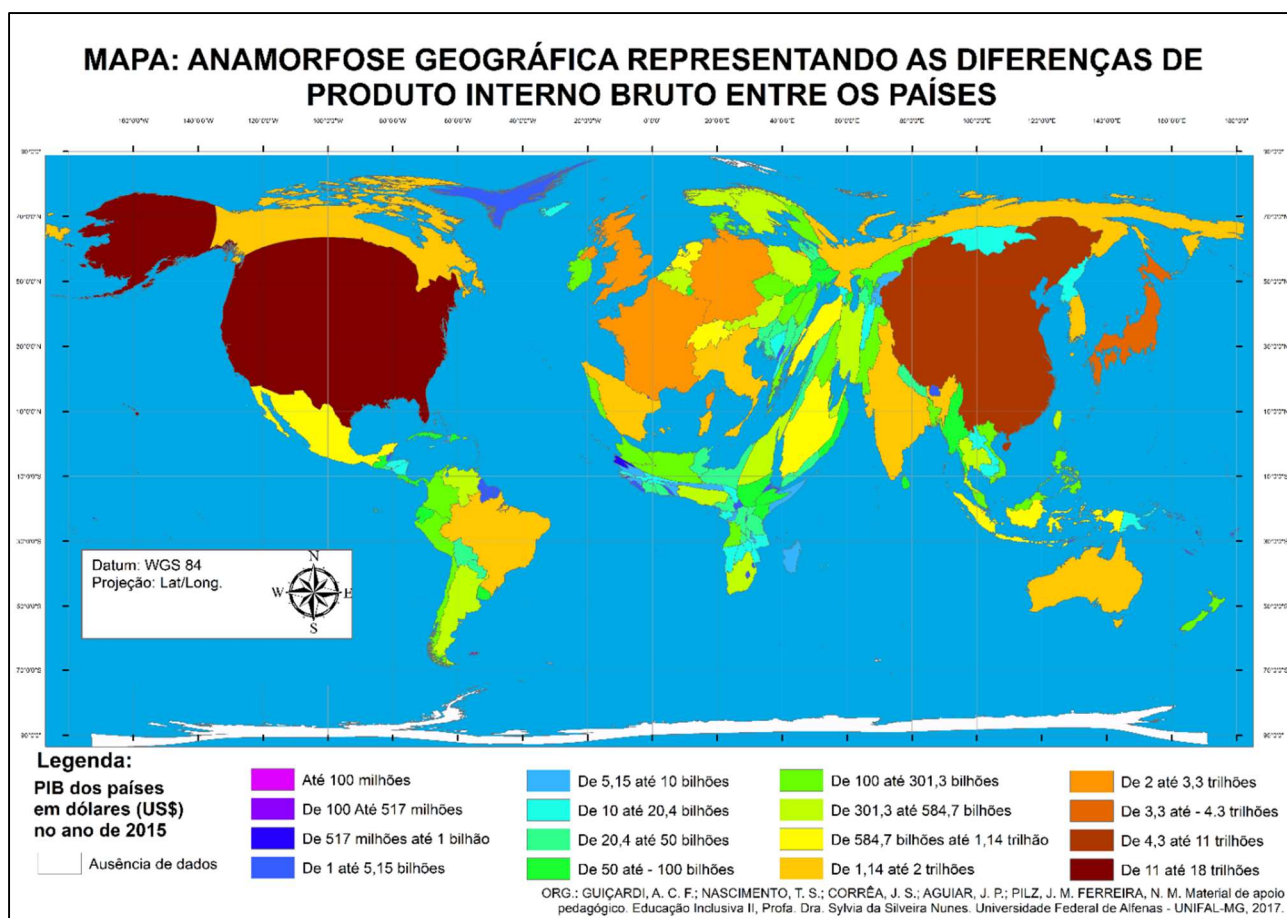 MAPA: ANAMORFOSE GEOGRÁFICA REPRESENTANDO AS DIFERENÇAS DE
PRODUTO INTERNO BRUTO ENTRE OS PAÍSES
Datum: WGS 84
Projeção: Lat/Long.
N
W
E
S
Legenda:
PIB dos países
em dólares (US$)
no ano de 2015
Ausência de dados
Até 100 milhões
De 100 Até 517 milhões
De 517 milhões até 1 bilhão
De 1 até 5,15 bilhões
De 5,15 até 10 bilhões
De 10 até 20,4 bilhões
De 20,4 até 50 bilhões
De 50 até - 100 bilhões
De 100 até 301,3 bilhões
De 301,3 até 584,7 bilhões
De 584,7 bilhões até 1,14 trilhão
De 1,14 até 2 trilhões
De 2 até 3,3 trilhões
De 3,3 até - 4.3 trilhões
De 4,3 até 11 trilhões
De 11 até 18 trilhões
ORG.: GUIÇARDI, A. C. F.; NASCIMENTO, T. S.; CORRÊA, J. S.; AGUIAR, J. P.; PILZ, J. M. FERREIRA, N. M. Material de apoio
pedagógico. Educação Inclusiva II, Profa. Dra. Sylvia da Silveira Nunes. Universidade Federal de Alfenas - UNIFAL-MG, 2017.